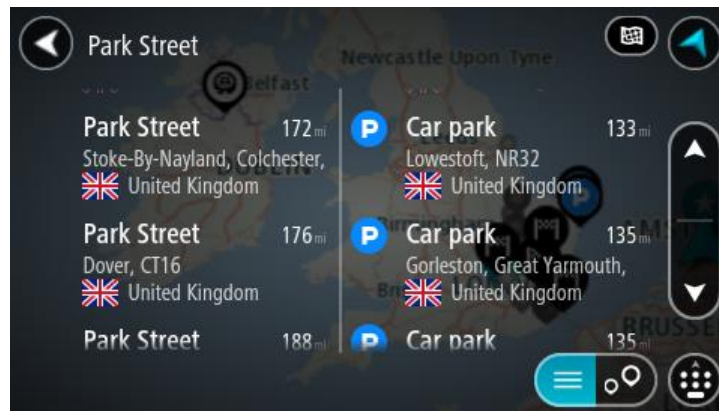 Park Street
Newcastle Upon Tyne
Belfast
Park Street 172 mi
Stoke-By-Nayland, Colchester,
United Kingdom
Park Street 176 mi
Dover, CT16
United Kingdom
Park Street 188 mi
P Car park 133 mi
Lowestoft, NR32
United Kingdom
P Car park 135 mi
Gorleston, Great Yarmouth,
United Kingdom
P Car park 135 mi
DUBLIN
Birmingham
P